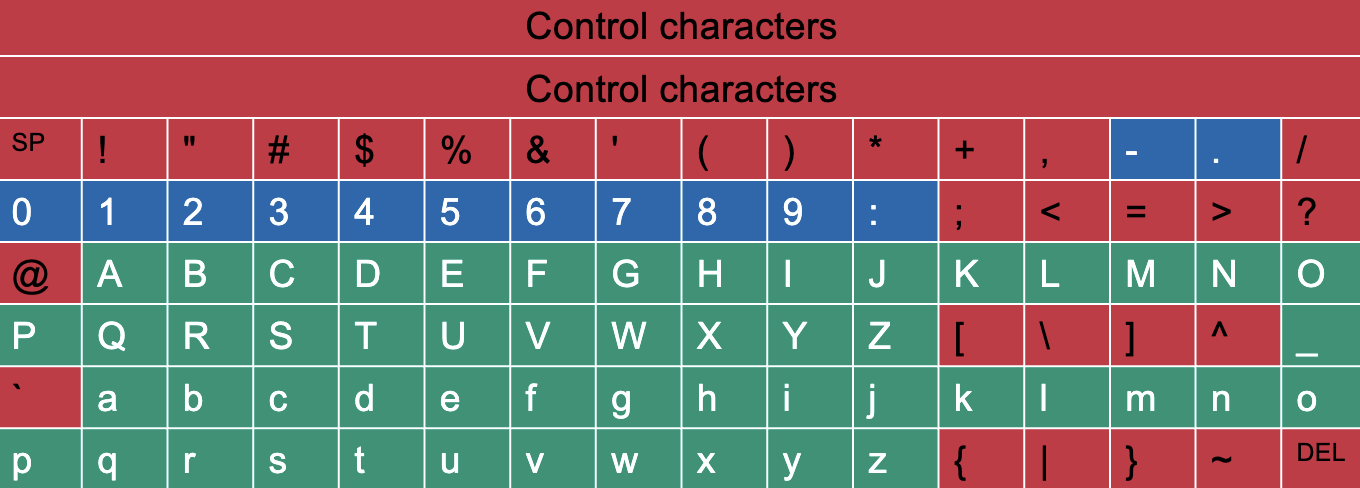 Control characters
Control characters
SP ! " # $ % & ' ( ) * + , - . /
0 1 2 3 4 5 6 7 8 9 : ; < = > ?
@ A B C D E F G H I J K L M N O
P Q R S T U V W X Y Z [ \ ] ^ _
` a b c d e f g h i j k l m n o
p q r s t u v w x y z { | } ~ DEL